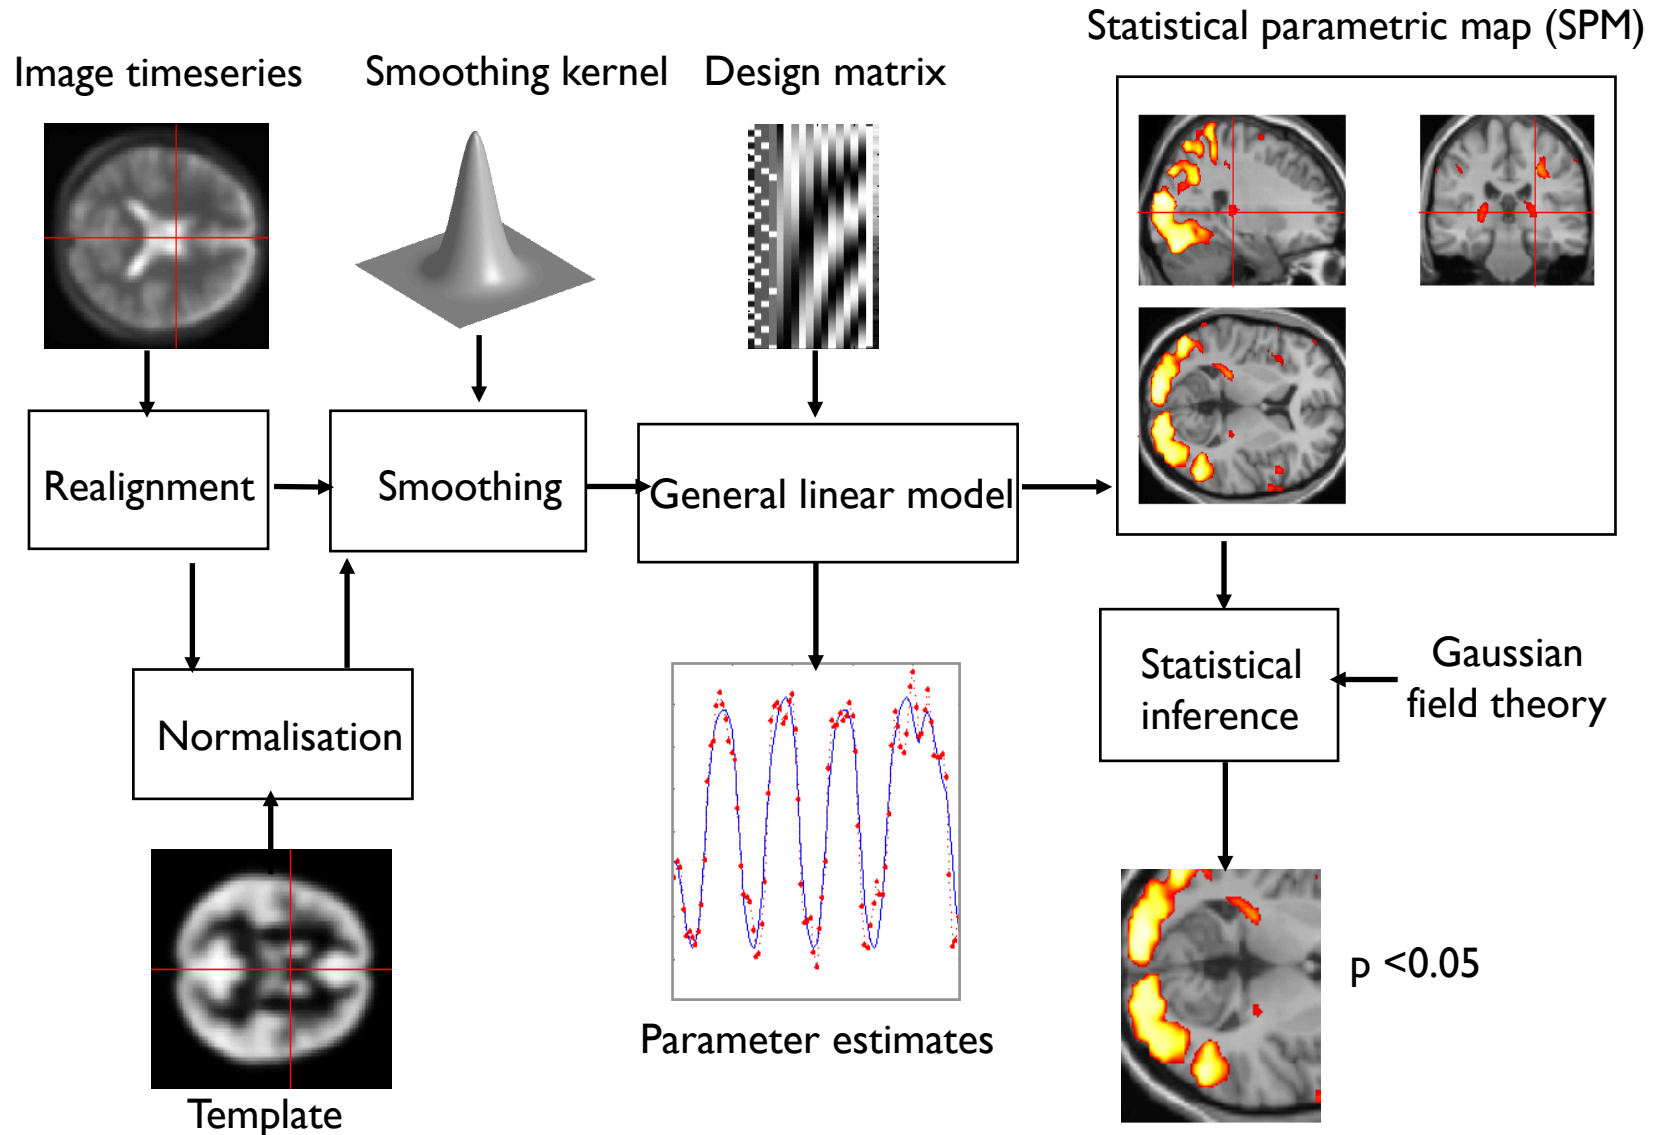 Statistical parametric map (SPM)
Image timeseries
Smoothing kernel
Design matrix
Realignment
Smoothing
General linear model
Statistical
inference
Gaussian
field theory
Normalisation
p <0.05
Parameter estimates
Template